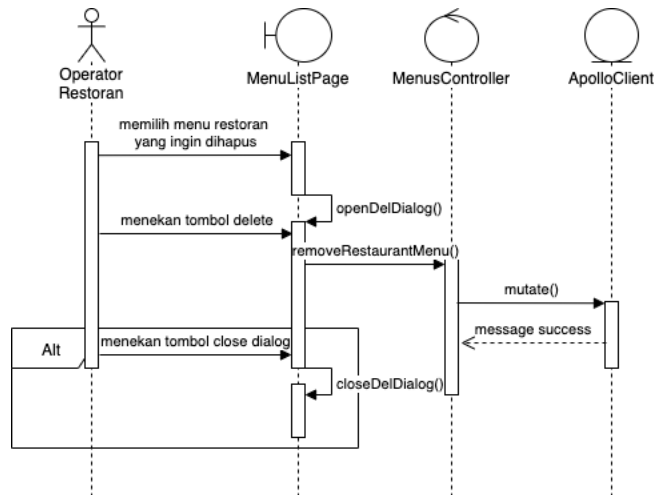 Operator
Restoran
MenuListPage
MenusController
ApolloClient
memilih menu restoran
yang ingin dihapus
openDelDialog()
menekan tombol delete
removeRestaurantMenu()
mutate()
message success
Alt
menekan tombol close dialog
closeDelDialog()